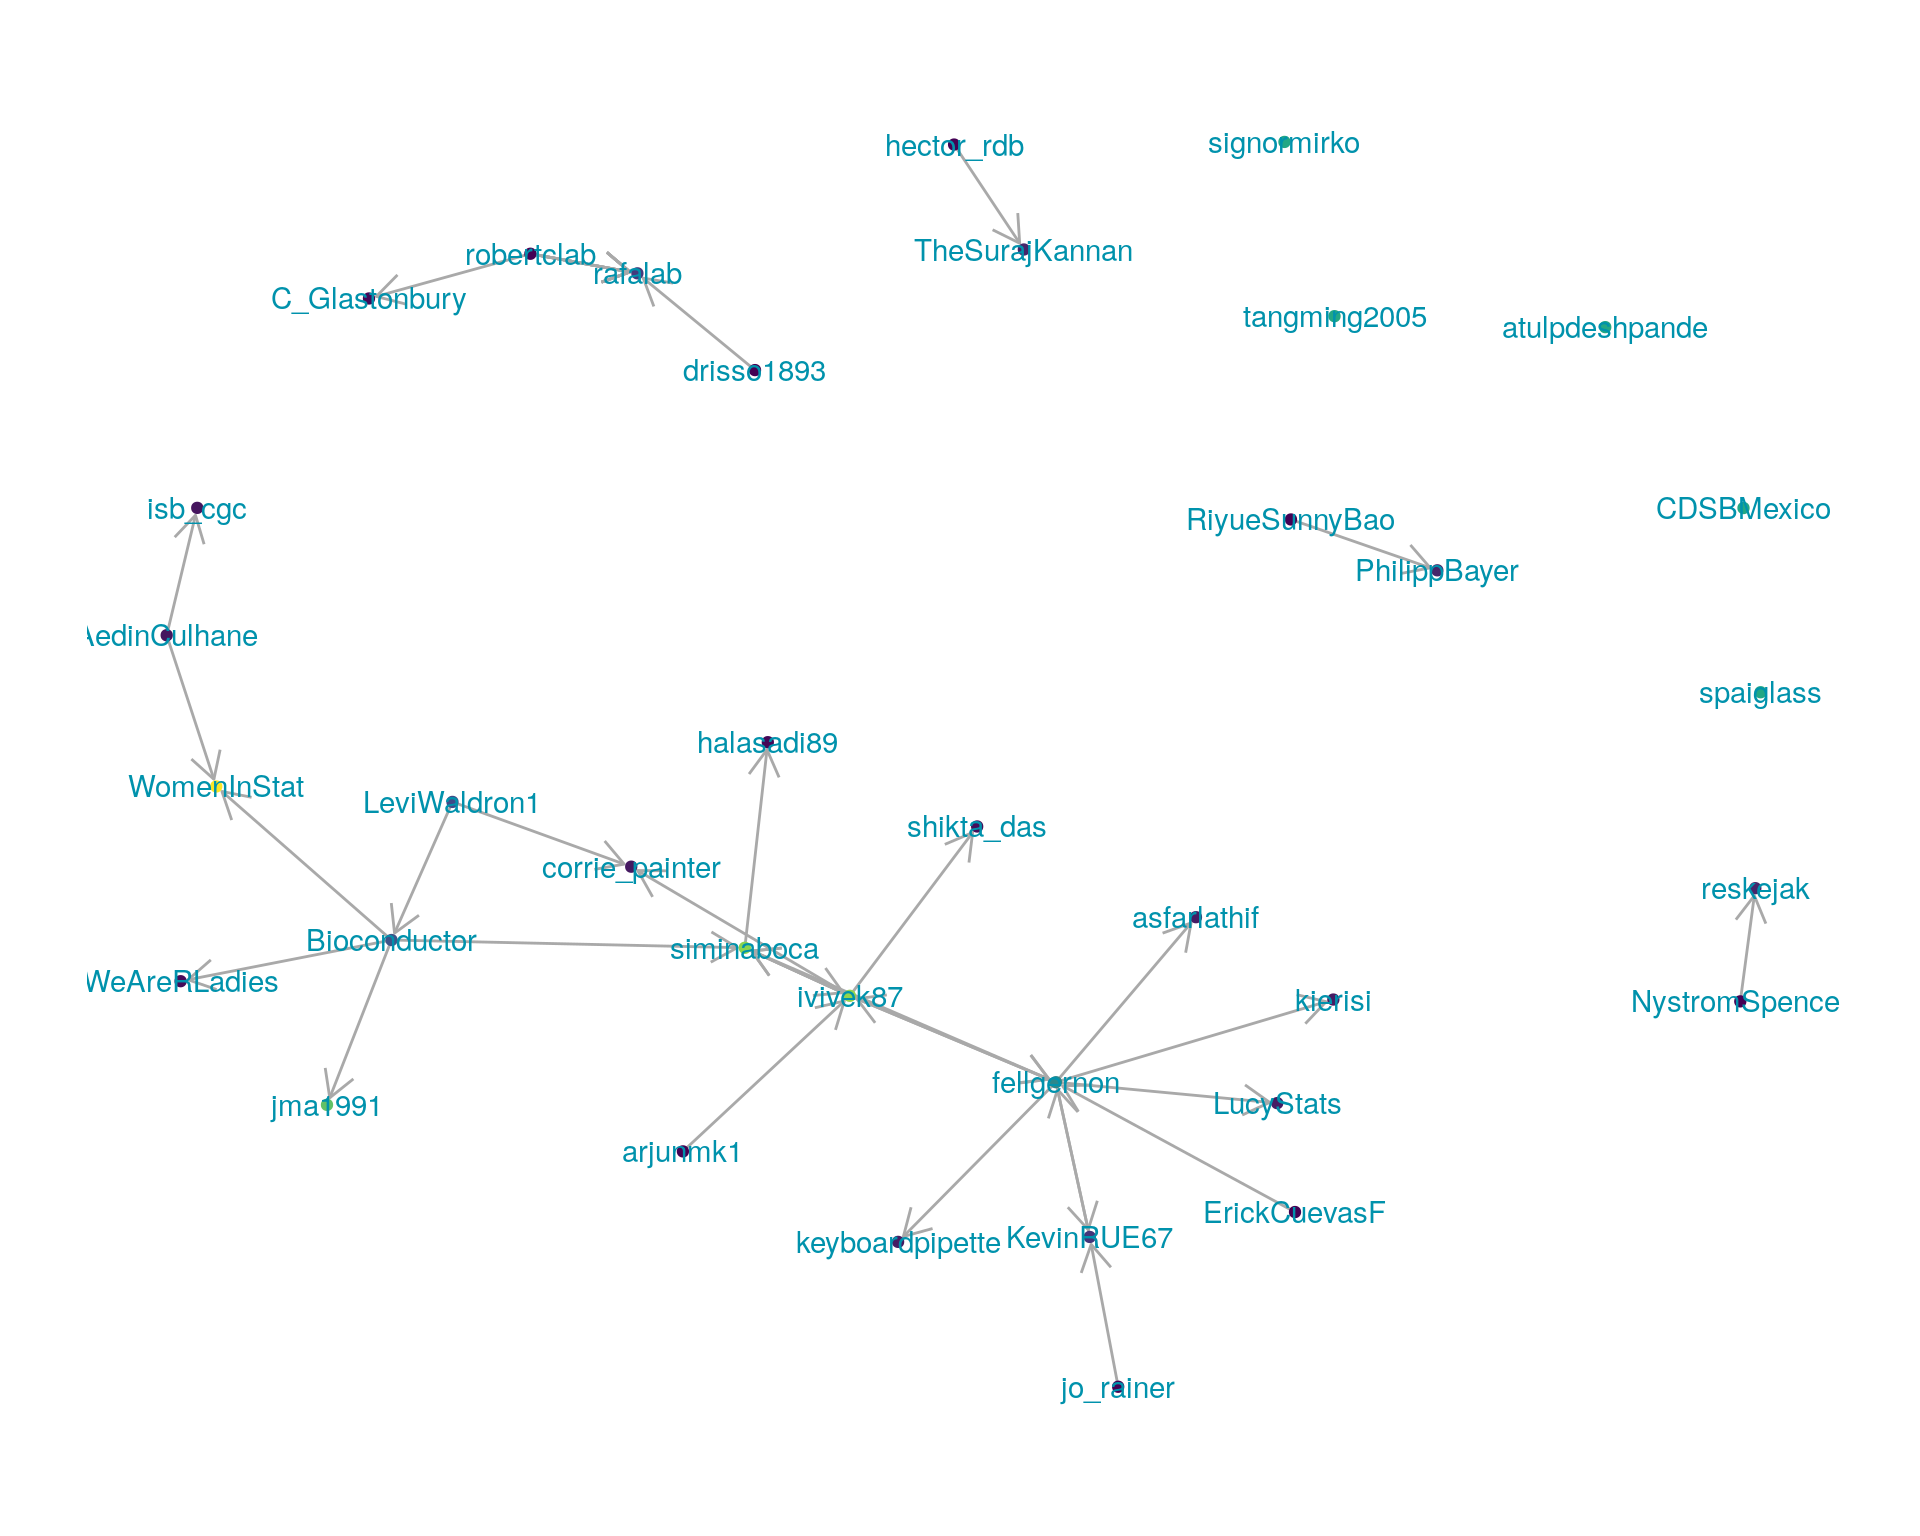 hector_rdb
signormirko
robertclab
TheSurajKannan
rafalab
C_Glastonbury
tangming2005
atulpdeshpande
drisso1893
isb_cgc
CDSBMexico
RiyueSunnyBao
PhilippBayer
AedinCulhane
spaiglass
halasadi89
WomenInStat
LeviWaldron1
shikta_das
corrie_painter
reskejak
asfarlathif
Bioconductor
siminaboca
WeAreRLadies
ivivek87
kierisi
NystromSpence
fellgernon
LucyStats
jma1991
arjunmk1
ErickCuevasF
KevinRUE67
keyboardpipette
jo_rainer